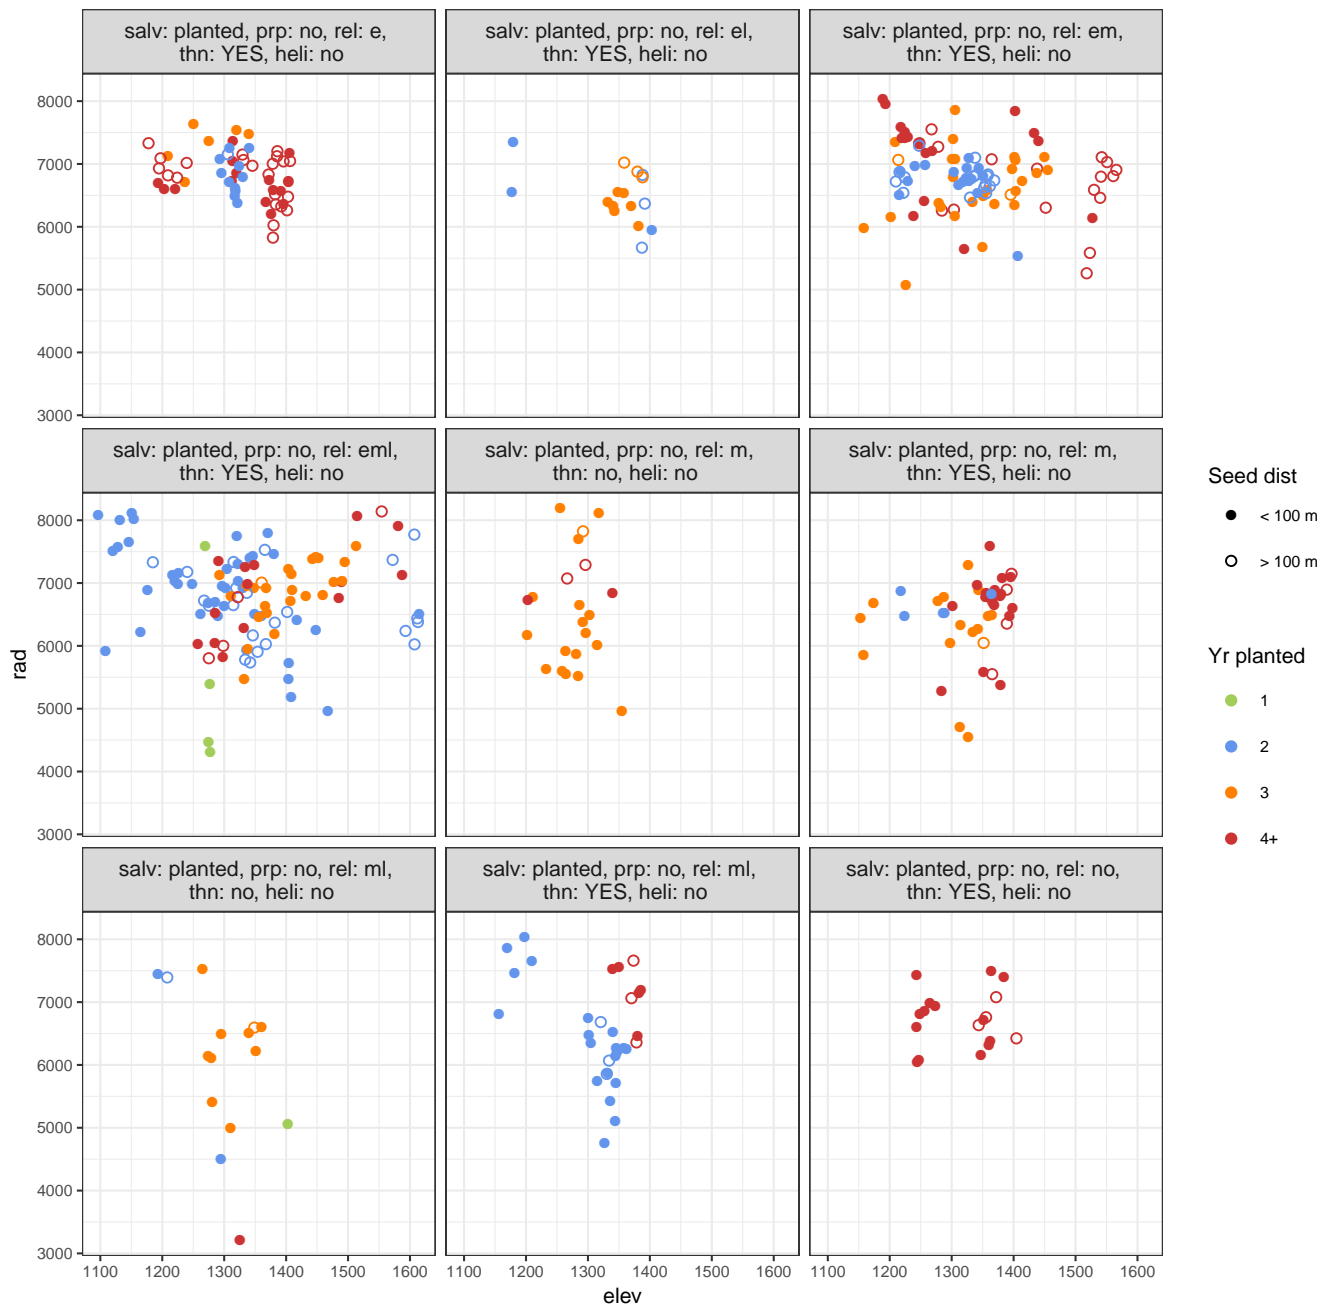 salv: planted, prp: no, rel: e,
thn: YES, heli: no
salv: planted, prp: no, rel: el,
thn: YES, heli: no
salv: planted, prp: no, rel: em,
thn: YES, heli: no
8000
7000
6000
5000
4000
3000
salv: planted, prp: no, rel: eml,
thn: YES, heli: no
salv: planted, prp: no, rel: m,
thn: no, heli: no
salv: planted, prp: no, rel: m,
thn: YES, heli: no
8000
7000
6000
5000
4000
3000
rad
salv: planted, prp: no, rel: ml,
thn: no, heli: no
salv: planted, prp: no, rel: ml,
thn: YES, heli: no
salv: planted, prp: no, rel: no,
thn: YES, heli: no
8000
7000
6000
5000
4000
3000
1100 1200 1300 1400 1500 1600
1100 1200 1300 1400 1500 1600
1100 1200 1300 1400 1500 1600
elev
Seed dist
< 100 m
> 100 m
Yr planted
1
2
3
4+